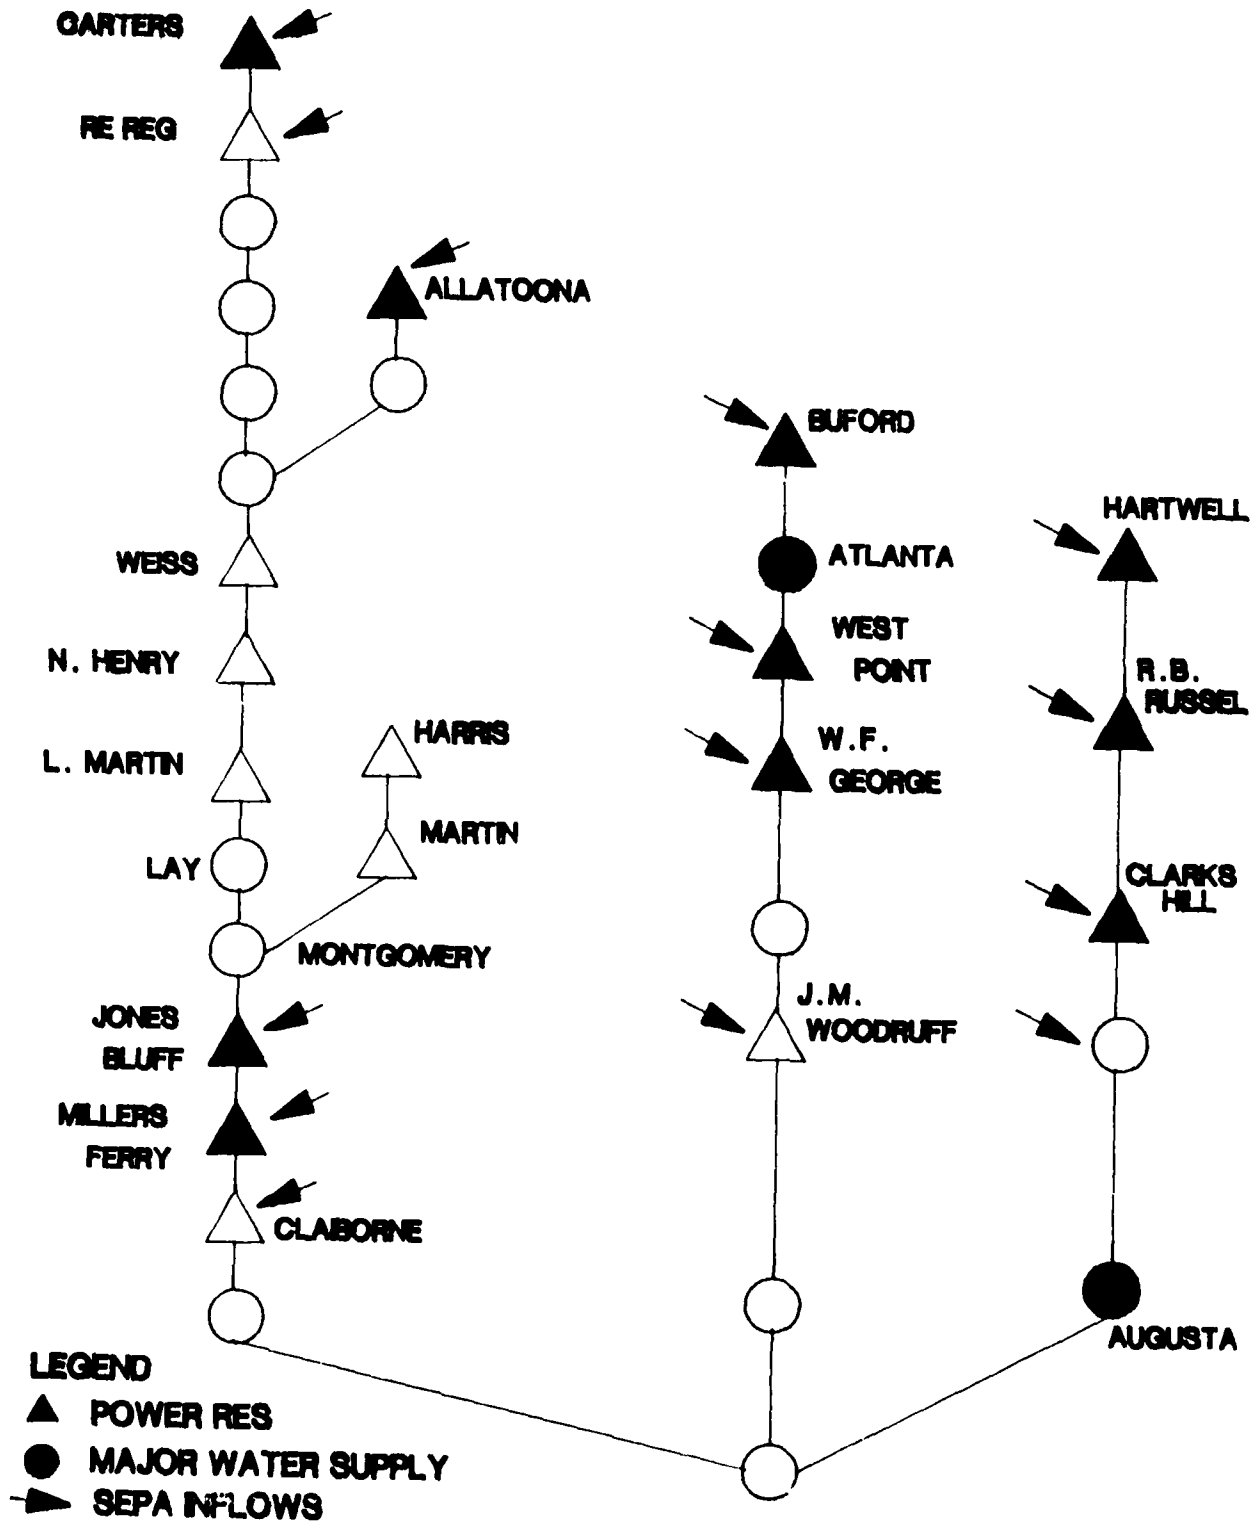 CARTERS
RE REG
ALLATOONA
BUFORD
HARTWELL
WEISS
ATLANTA
N. HENRY
WEST
POINT
R.B.
RUSSEL
L. MARTIN
HARRIS
W.F.
GEORGE
MARTIN
LAY
CLARKS
HILL
MONTGOMERY
JONES
BLUFF
J.M.
WOODRUFF
MILLERS
FERRY
CLAIBORNE
AUGUSTA
LEGEND
POWER RES
MAJOR WATER SUPPLY
SEPA INFLOWS